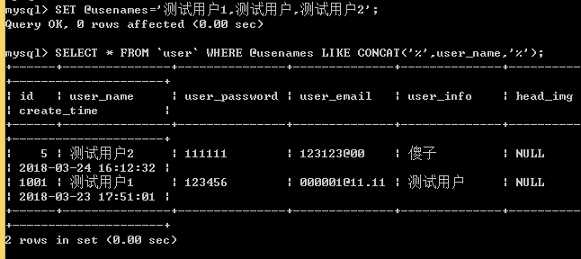 mysql> SET @usenames='测试用户1,测试用户,测试用户2';
Query OK, 0 rows affected (0.00 sec)
mysql> SELECT * FROM `user` WHERE @usenames LIKE CONCAT('%',user_name,'%');
+------+-----------+---------------+------------+-----------+----------
+---------------------+
| id | user_name | user_password | user_email | user_info | head_img
| create_time |
+------+-----------+---------------+------------+-----------+----------
+---------------------+
| 5 | 测试用户2 | 111111 | 123123@00 | 傻子 | NULL
| 2018-03-24 16:12:32 |
| 1001 | 测试用户1 | 123456 | 000001@11.11 | 测试用户 | NULL
| 2018-03-23 17:51:01 |
+------+-----------+---------------+------------+-----------+----------
+---------------------+
2 rows in set (0.00 sec)